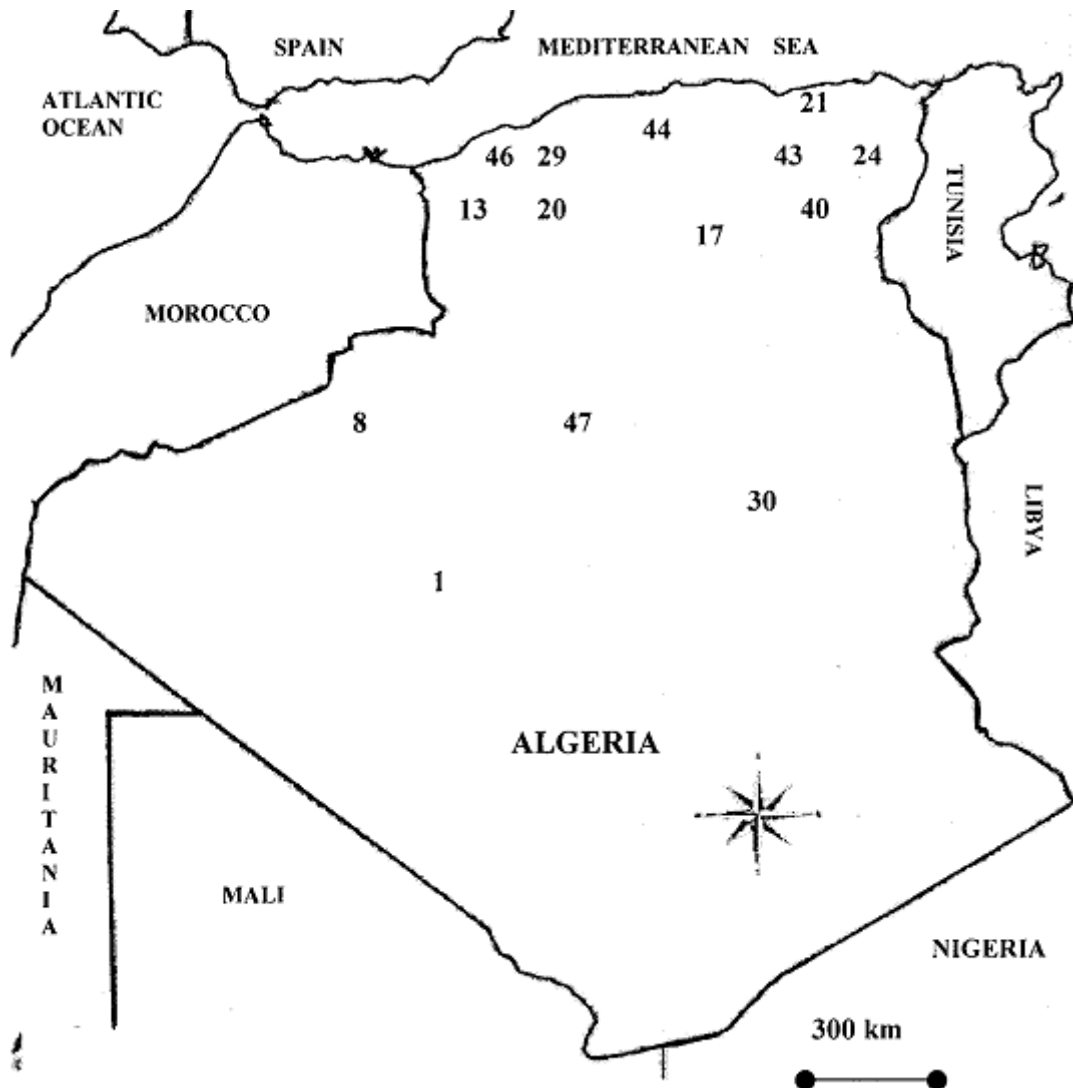 SPAIN
MEDITERRANEAN SEA
ATLANTIC
OCEAN
21
44
46
29
43
24
13
20
40
17
TUNISIA
MOROCCO
8
47
30
LIBYA
1
MAURITANIA
ALGERIA
MALI
NIGERIA
300 km